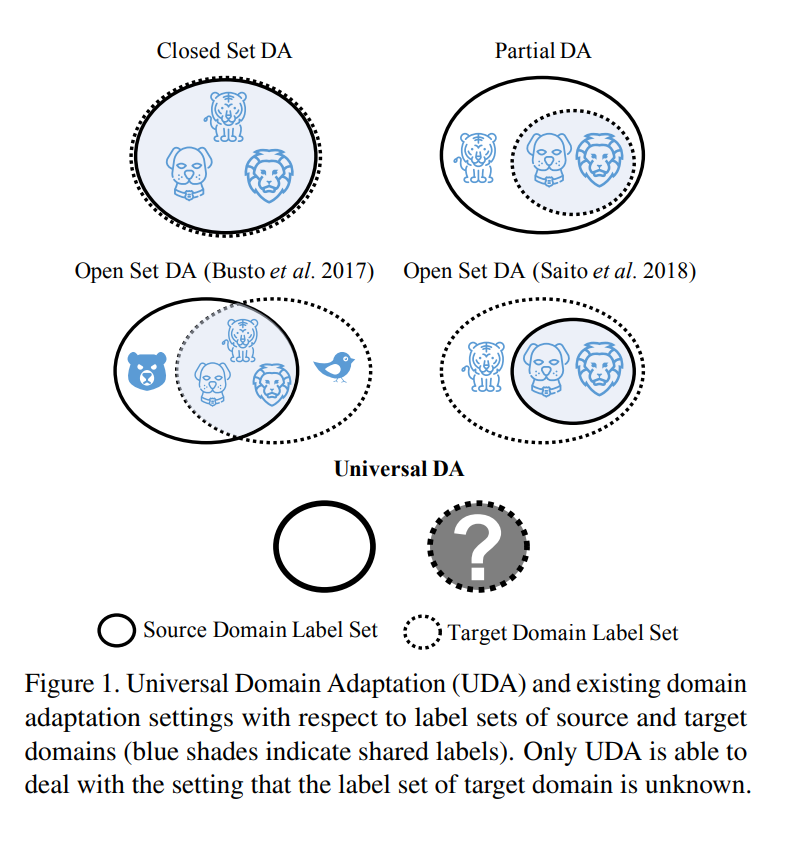 Closed Set DA
Partial DA
Open Set DA (Busto et al. 2017)
Open Set DA (Saito et al. 2018)
Universal DA
?
Source Domain Label Set
Target Domain Label Set
Figure 1. Universal Domain Adaptation (UDA) and existing domain
adaptation settings with respect to label sets of source and target
domains (blue shades indicate shared labels). Only UDA is able to
deal with the setting that the label set of target domain is unknown.